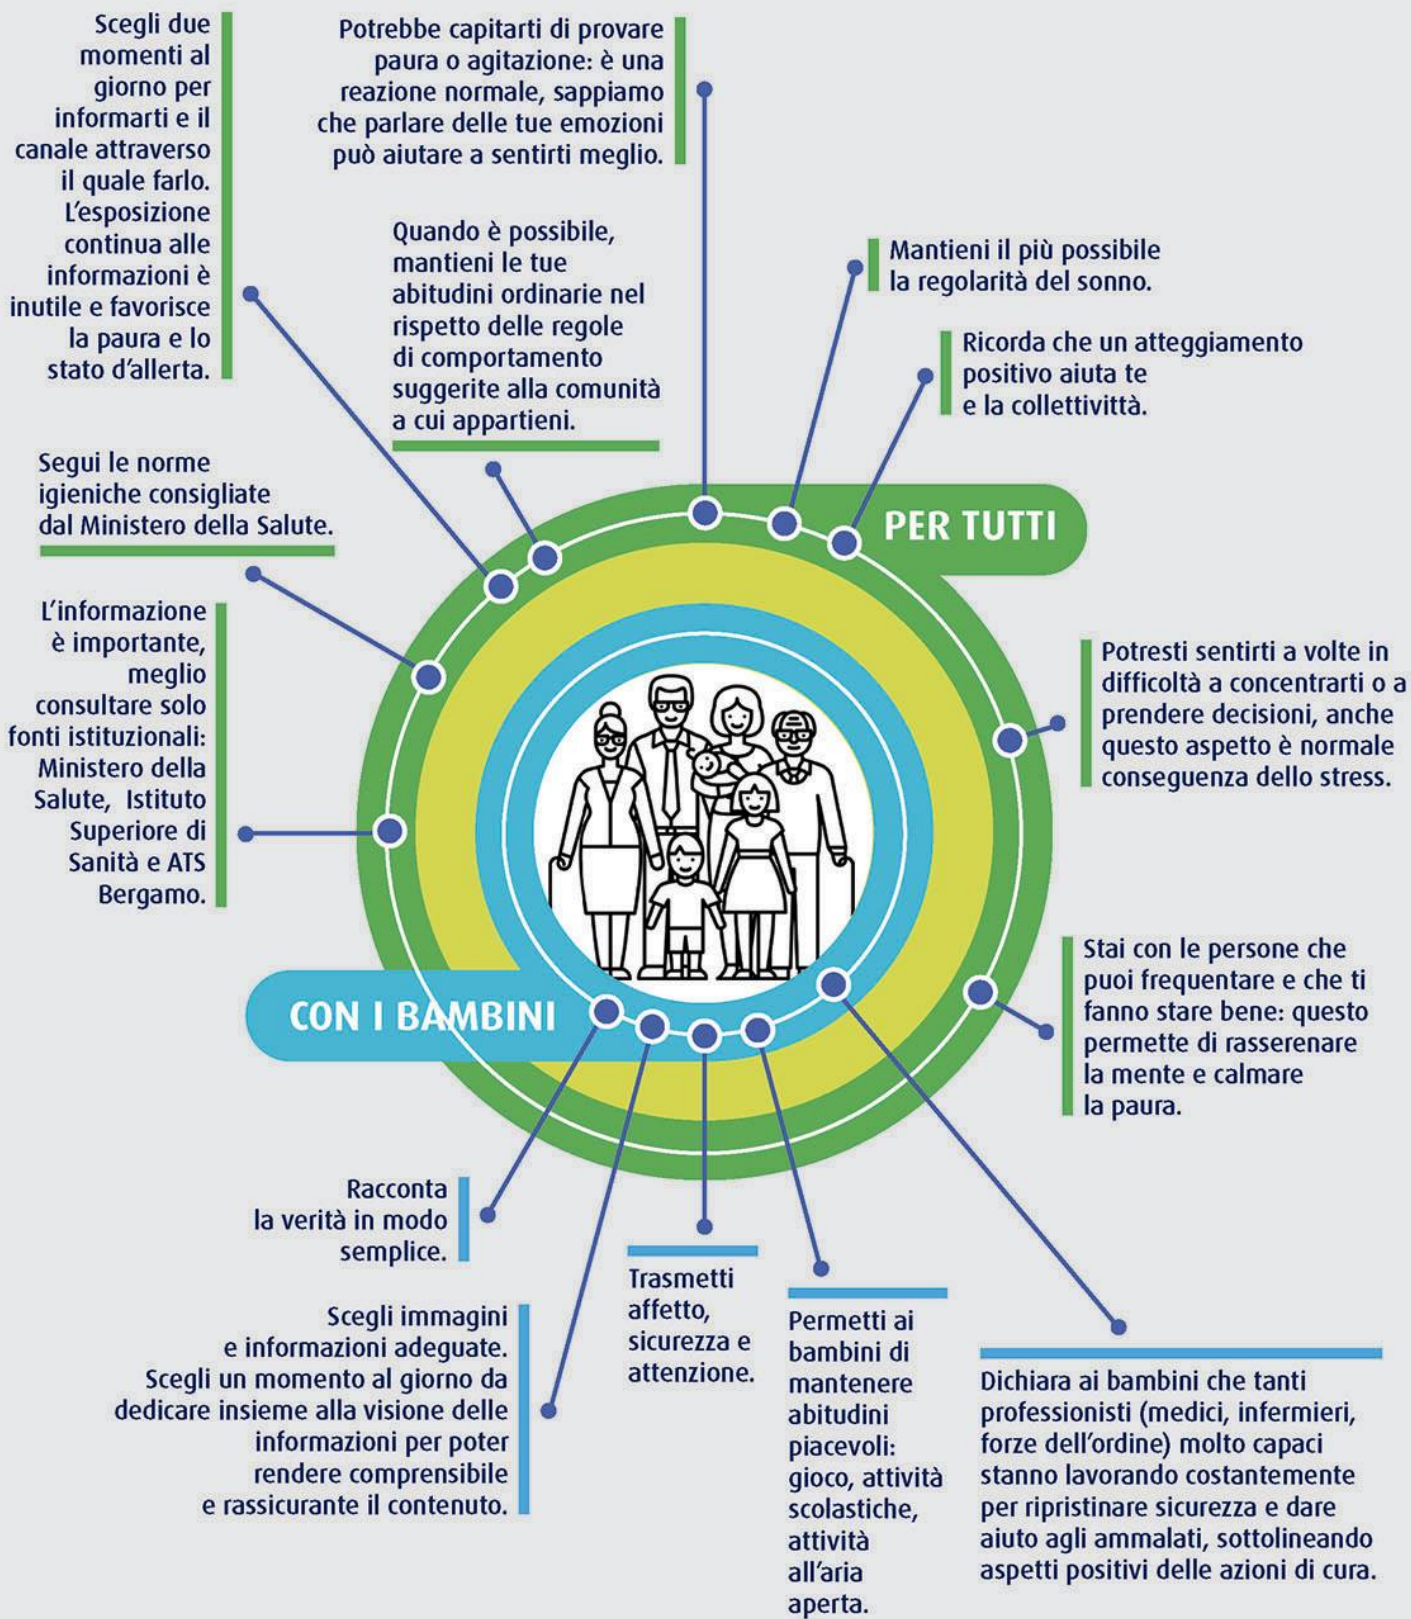 Scegli due
momenti al
giorno per
informarti e il
canale attraverso
il quale farlo.
L'esposizione
continua alle
informazioni è
inutile e favorisce
la paura e lo
stato d'allerta.
Potrebbe capitarti di provare
paura o agitazione: è una
reazione normale, sappiamo
che parlare delle tue emozioni
può aiutare a sentirti meglio.
Quando è possibile,
mantieni le tue
abitudini ordinarie nel
rispetto delle regole
di comportamento
suggerite alla comunità
a cui appartieni.
Mantieni il più possibile
la regolarità del sonno.
Ricorda che un atteggiamento
positivo aiuta te
e la collettività.
Segui le norme
igieniche consigliate
dal Ministero della Salute.
PER TUTTI
L'informazione
è importante,
meglio
consultare solo
fonti istituzionali:
Ministero della
Salute, Istituto
Superiore di
Sanità e ATS
Bergamo.
Potresti sentirti a volte in
difficoltà a concentrarti o a
prendere decisioni, anche
questo aspetto è normale
conseguenza dello stress.
Stai con le persone che
puoi frequentare e che ti
fanno stare bene: questo
permette di rasserenare
la mente e calmare
la paura.
CON I BAMBINI
Racconta
la verità in modo
semplice.
Scegli immagini
e informazioni adeguate.
Scegli un momento al giorno da
dedicare insieme alla visione delle
informazioni per poter
rendere comprensibile
e rassicurante il contenuto.
Trasmetti
affetto,
sicurezza e
attenzione.
Permetti ai
bambini di
mantenere
abitudini
piacevoli:
gioco, attività
scolastiche,
attività
all'aria
aperta.
Dichiara ai bambini che tanti
professionisti (medici, infermieri,
forze dell'ordine) molto capaci
stanno lavorando costantemente
per ripristinare sicurezza e dare
aiuto agli ammalati, sottolineando
aspetti positivi delle azioni di cura.